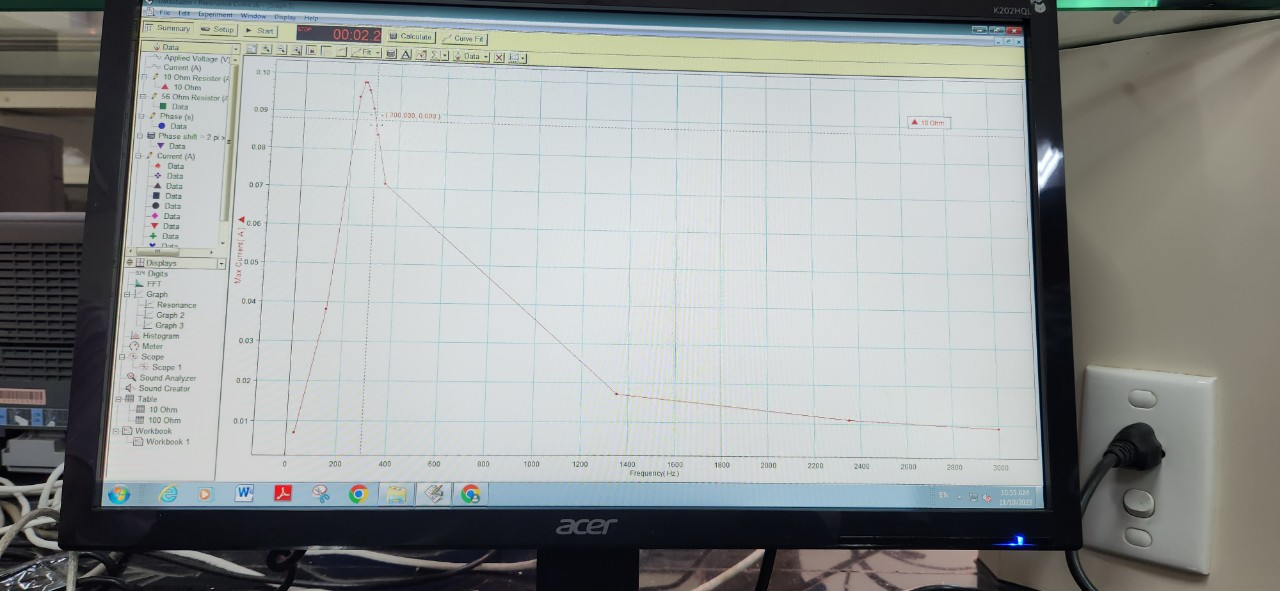 K202HQL
File Edit Experiment Window Display Help
Summary Setup Start 00:02.2 Calculate Curve Fit
Data
Fit
Data
Applied Voltage (V)
Current (A)
10 Ohm Resistor (A
10 Ohm
56 Ohm Resistor (A
Data
Phase (s)
Data
Phase shift = 2 pi >
Data
Current (A)
Data
Data
Data
Data
Data
Data
Data
Data
Data
Displays
Digits
FFT
Graph
Resonance
Graph 2
Graph 3
Histogram
Meter
Scope
Scope 1
Sound Analyzer
Sound Creator
Table
10 Ohm
100 Ohm
Workbook
Workbook 1
0.10
0.09
0.08
0.07
0.06
0.05
0.04
0.03
0.02
0.01
Max Current( A )
10 Ohm
0 200 400 600 800 1000 1200 1400 1600 1800 2000 2200 2400 2600 2800 3000
Frequency( Hz )
EN
acer